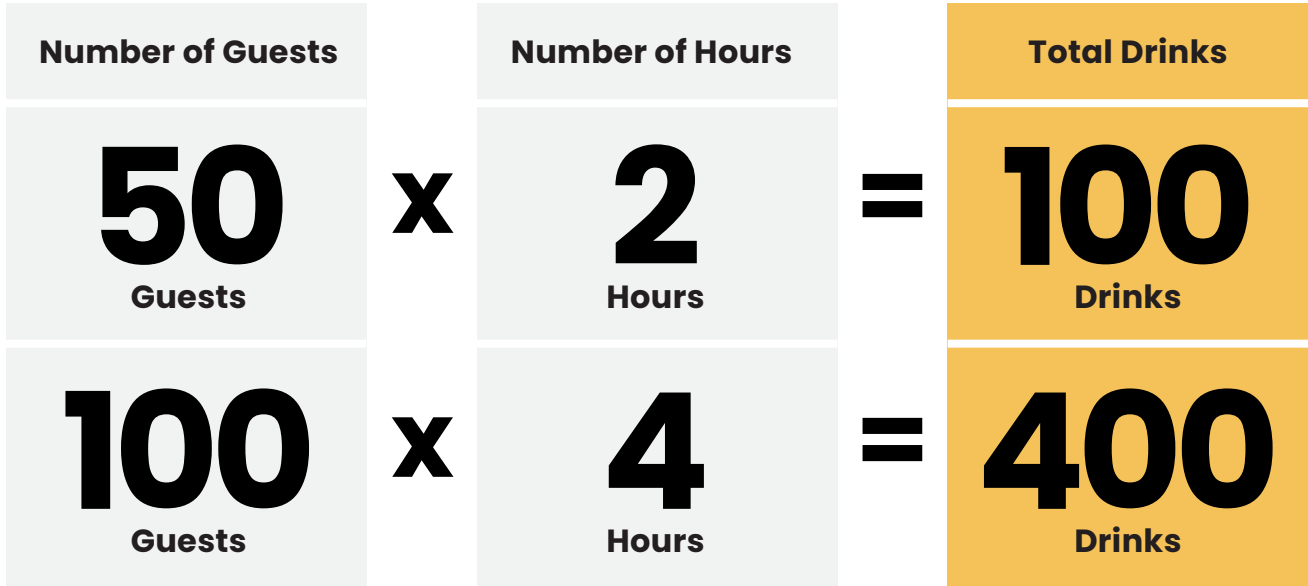 Number of Guests Number of Hours Total Drinks
50 x 2 = 100
Guests Hours Drinks
100 x 4 = 400
Guests Hours Drinks